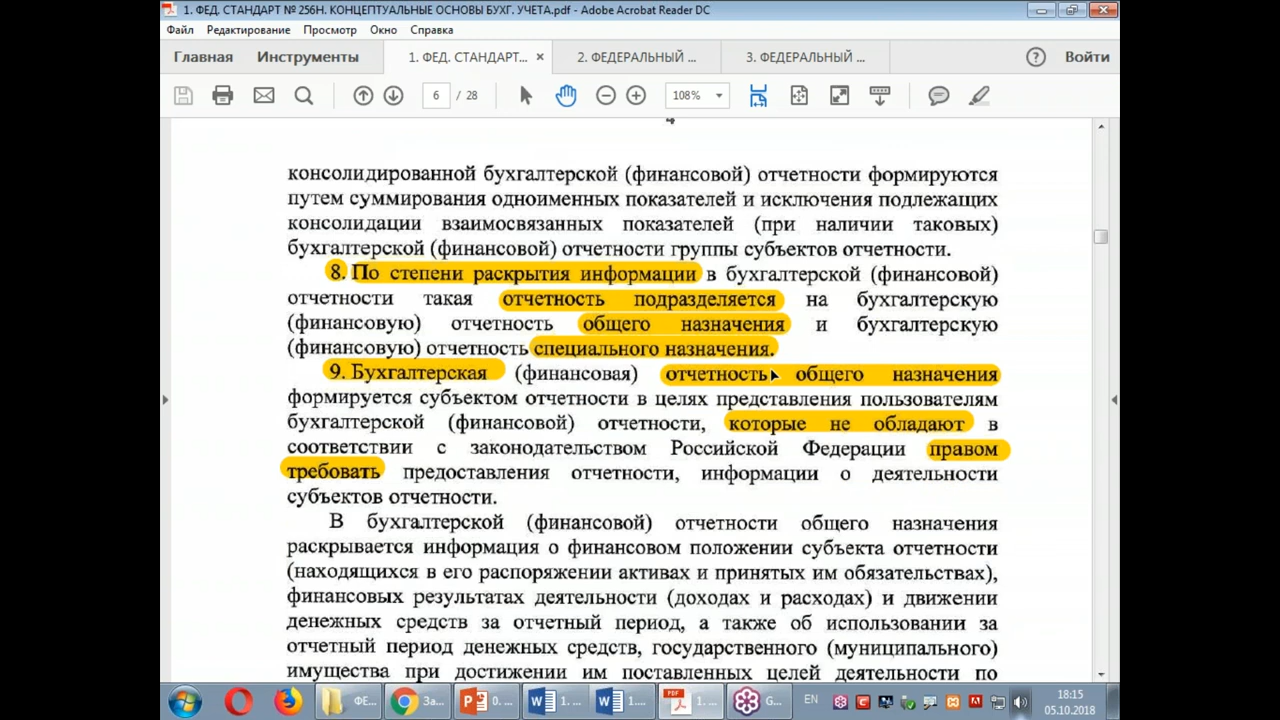 1. ФЕД. СТАНДАРТ № 256Н. КОНЦЕПТУАЛЬНЫЕ ОСНОВЫ БУХГ. УЧЕТА.pdf - Adobe Acrobat Reader DC
Файл Редактирование Просмотр Окно Справка
Главная Инструменты 1. ФЕД. СТАНДАРТ... × 2. ФЕДЕРАЛЬНЫЙ ... 3. ФЕДЕРАЛЬНЫЙ ... Войти
6 / 28 108%
консолидированной бухгалтерской (финансовой) отчетности формируются
путем суммирования одноименных показателей и исключения подлежащих
консолидации взаимосвязанных показателей (при наличии таковых)
бухгалтерской (финансовой) отчетности группы субъектов отчетности.
8. По степени раскрытия информации в бухгалтерской (финансовой)
отчетности такая отчетность подразделяется на бухгалтерскую
(финансовую) отчетность общего назначения и бухгалтерскую
(финансовую) отчетность специального назначения.
9. Бухгалтерская (финансовая) отчетность общего назначения
формируется субъектом отчетности в целях представления пользователям
бухгалтерской (финансовой) отчетности, которые не обладают в
соответствии с законодательством Российской Федерации правом
требовать предоставления отчетности, информации о деятельности
субъектов отчетности.
В бухгалтерской (финансовой) отчетности общего назначения
раскрывается информация о финансовом положении субъекта отчетности
(находящихся в его распоряжении активах и принятых им обязательствах),
финансовых результатах деятельности (доходах и расходах) и движении
денежных средств за отчетный период, а также об использовании за
отчетный период денежных средств, государственного (муниципального)
имущества при достижении им поставленных целей деятельности по
ФЕ... За... 0. ... 1. ... 1.... 1. ... G... EN 18:15
05.10.2018